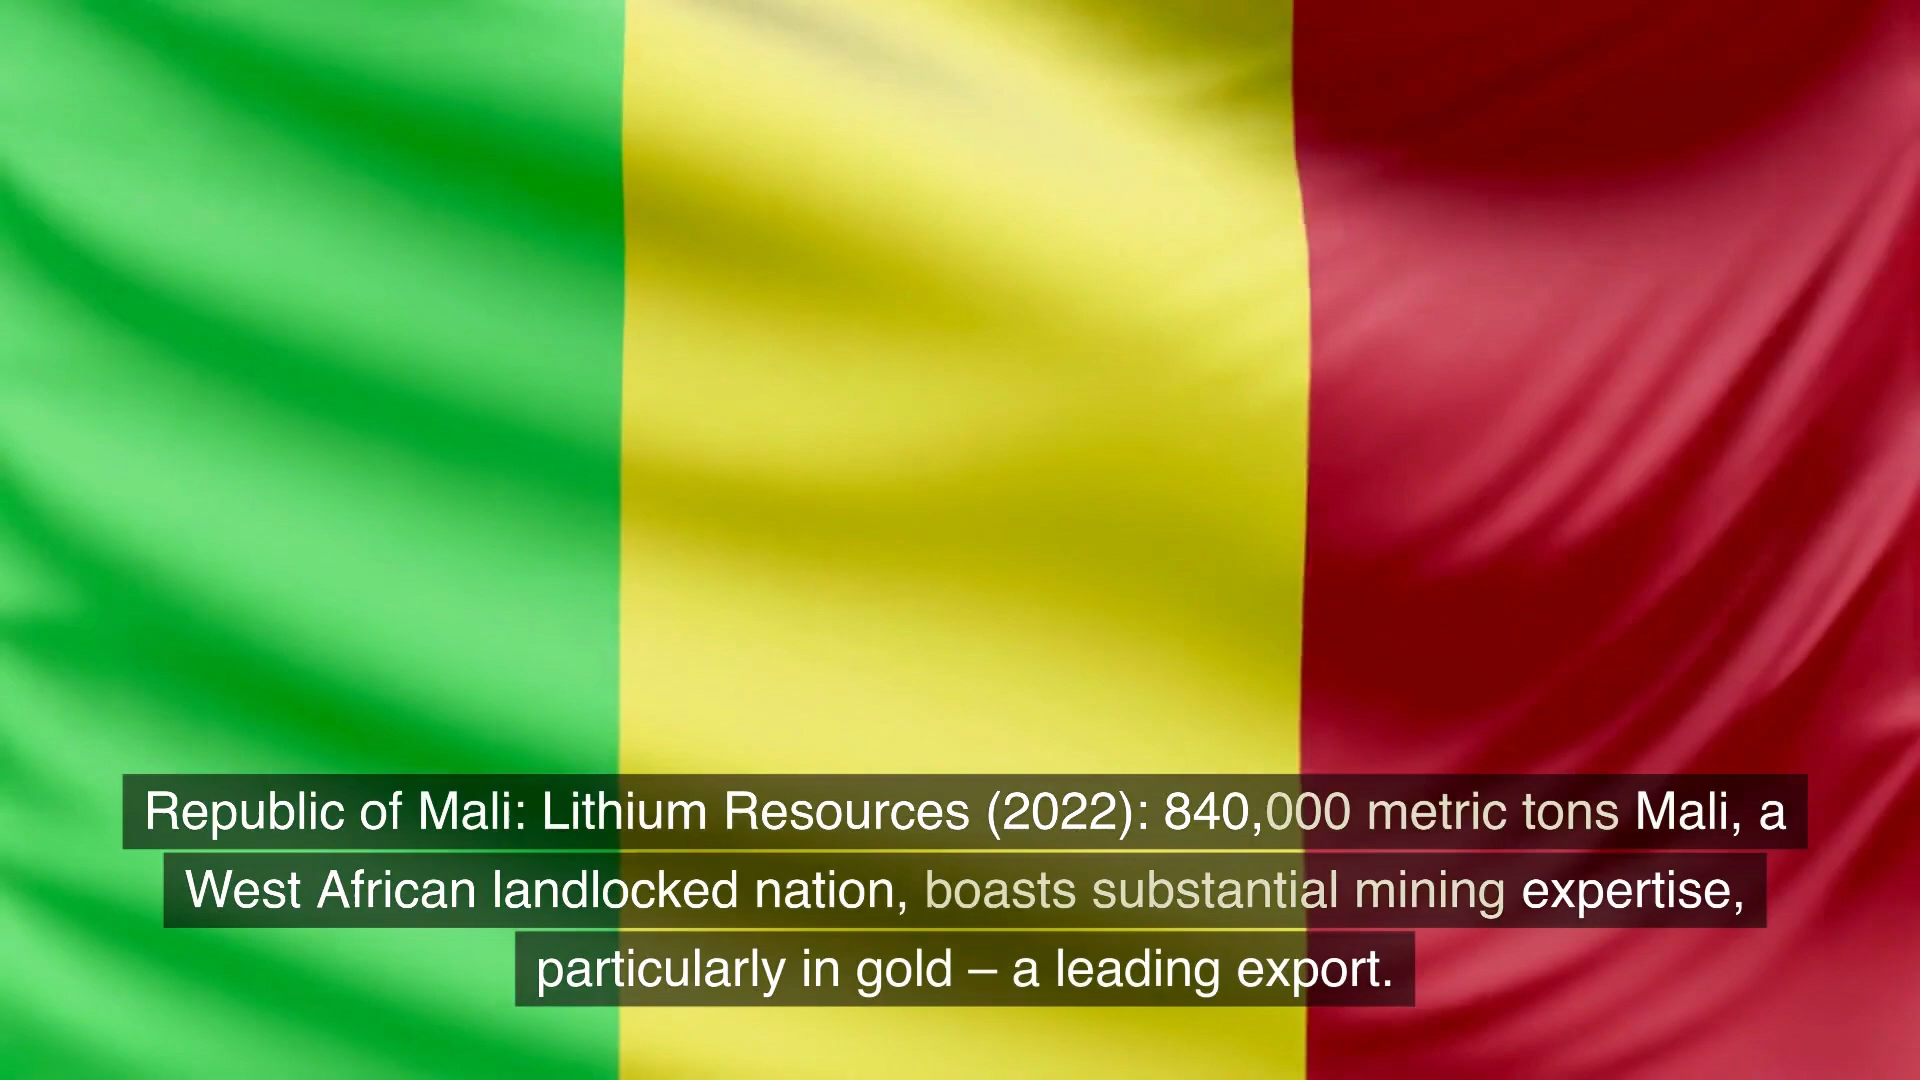 Republic of Mali: Lithium Resources (2022): 840,000 metric tons Mali, a
West African landlocked nation, boasts substantial mining expertise,
particularly in gold – a leading export.